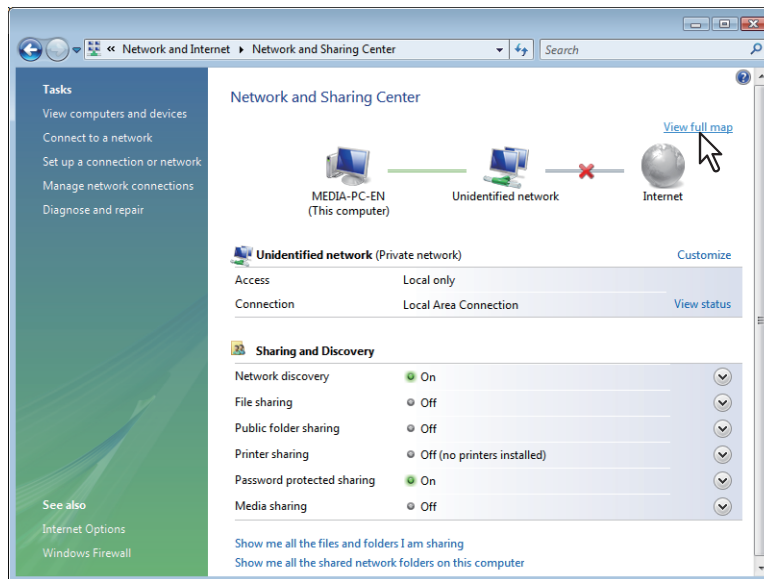 « Network and Internet ▸ Network and Sharing Center
Search
Tasks
View computers and devices
Connect to a network
Set up a connection or network
Manage network connections
Diagnose and repair
See also
Internet Options
Windows Firewall
Network and Sharing Center
View full map
MEDIA-PC-EN
(This computer)
Unidentified network
Internet
Unidentified network (Private network)
Customize
Access Local only
Connection Local Area Connection View status
Sharing and Discovery
Network discovery On
File sharing Off
Public folder sharing Off
Printer sharing Off (no printers installed)
Password protected sharing On
Media sharing Off
Show me all the files and folders I am sharing
Show me all the shared network folders on this computer